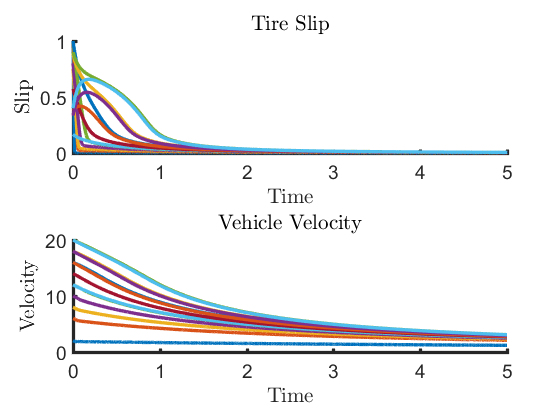 Tire Slip
1
0.5
0
Slip
0 1 2 3 4 5
Time
Vehicle Velocity
20
10
0
Velocity
0 1 2 3 4 5
Time